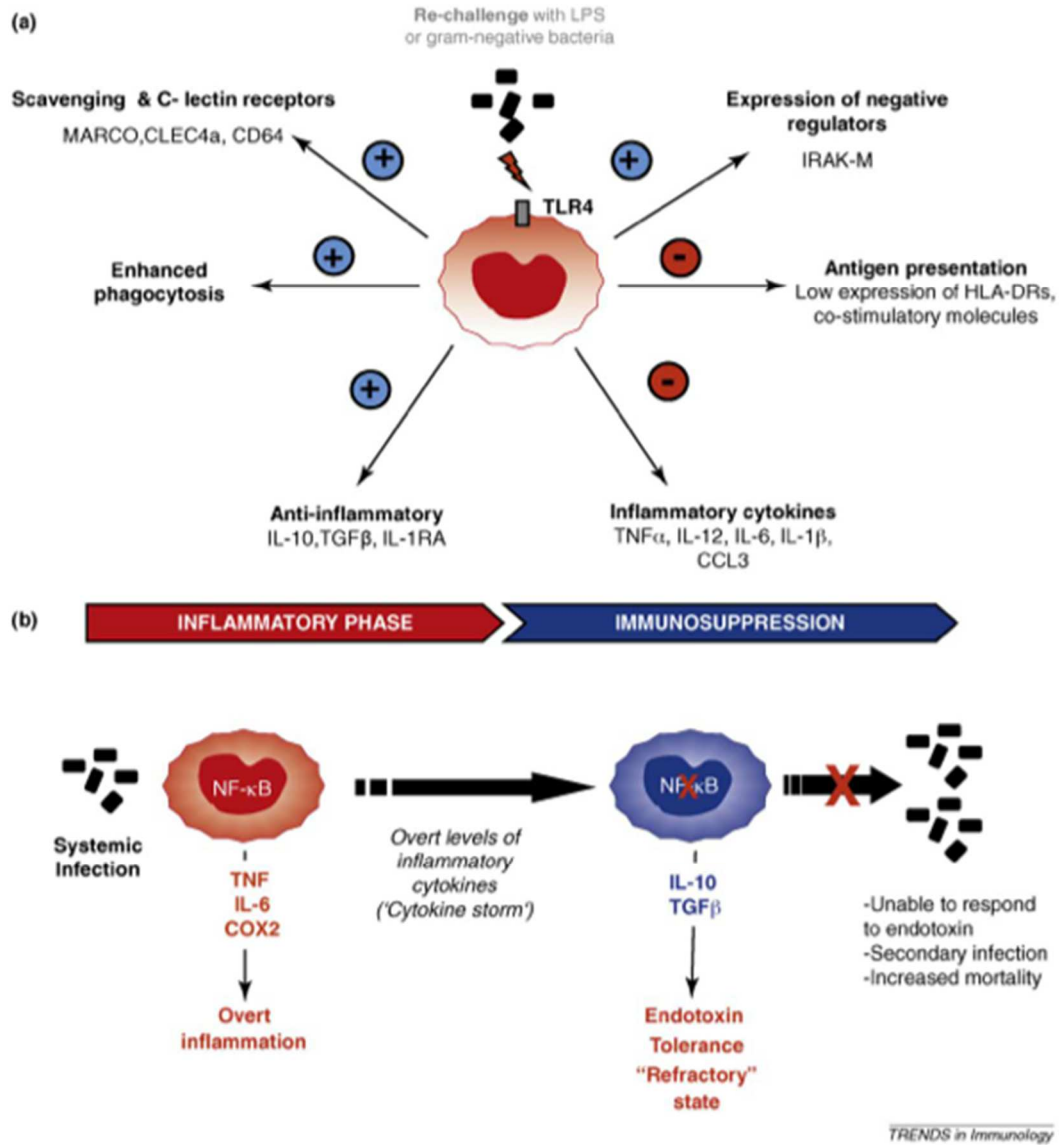 (a)
Re-challenge with LPS
or gram-negative bacteria
Scavenging & C- lectin receptors
MARCO,CLEC4a, CD64
+
+
Expression of negative
regulators
IRAK-M
TLR4
Enhanced
phagocytosis
+
-
Antigen presentation
Low expression of HLA-DRs,
co-stimulatory molecules
+
-
Anti-inflammatory
IL-10,TGFβ, IL-1RA
Inflammatory cytokines
TNFα, IL-12, IL-6, IL-1β,
CCL3
(b)
INFLAMMATORY PHASE
IMMUNOSUPPRESSION
Systemic
Infection
NF-κB
TNF
IL-6
COX2
Overt
inflammation
Overt levels of
inflammatory
cytokines
('Cytokine storm')
NF-κB
X
IL-10
TGFβ
Endotoxin
Tolerance
"Refractory"
state
X
-Unable to respond
to endotoxin
-Secondary infection
-Increased mortality
TRENDS in Immunology